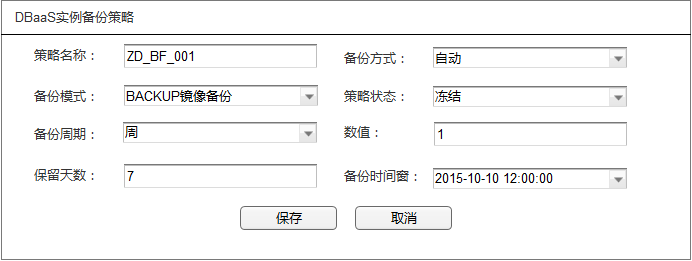 DBaaS实例备份策略
策略名称： ZD_BF_001 备份方式： 自动
备份模式： BACKUP镜像备份 策略状态： 冻结
备份周期： 周 数值： 1
保留天数： 7 备份时间窗： 2015-10-10 12:00:00
保存 取消